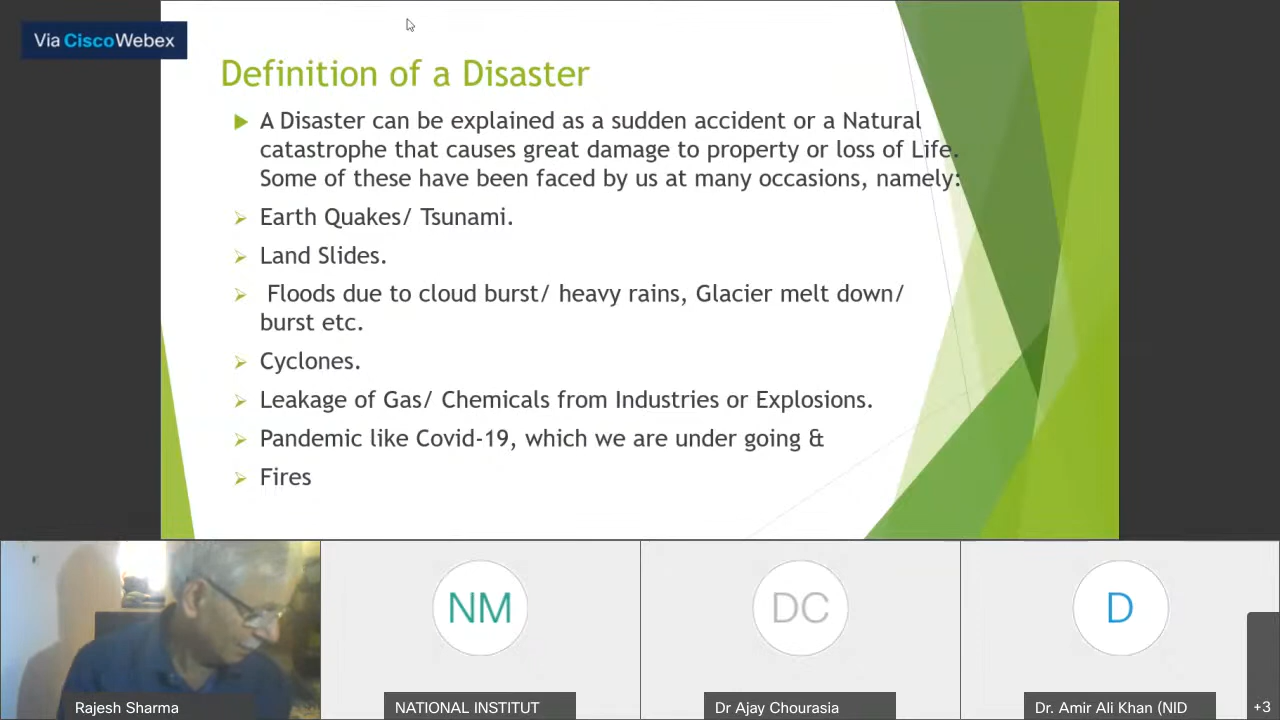 Via CiscoWebex
Definition of a Disaster
A Disaster can be explained as a sudden accident or a Natural
catastrophe that causes great damage to property or loss of Life.
Some of these have been faced by us at many occasions, namely:
Earth Quakes/ Tsunami.
Land Slides.
Floods due to cloud burst/ heavy rains, Glacier melt down/
burst etc.
Cyclones.
Leakage of Gas/ Chemicals from Industries or Explosions.
Pandemic like Covid-19, which we are under going &
Fires
NM
DC
D
Rajesh Sharma
NATIONAL INSTITUT
Dr Ajay Chourasia
Dr. Amir Ali Khan (NID
+3